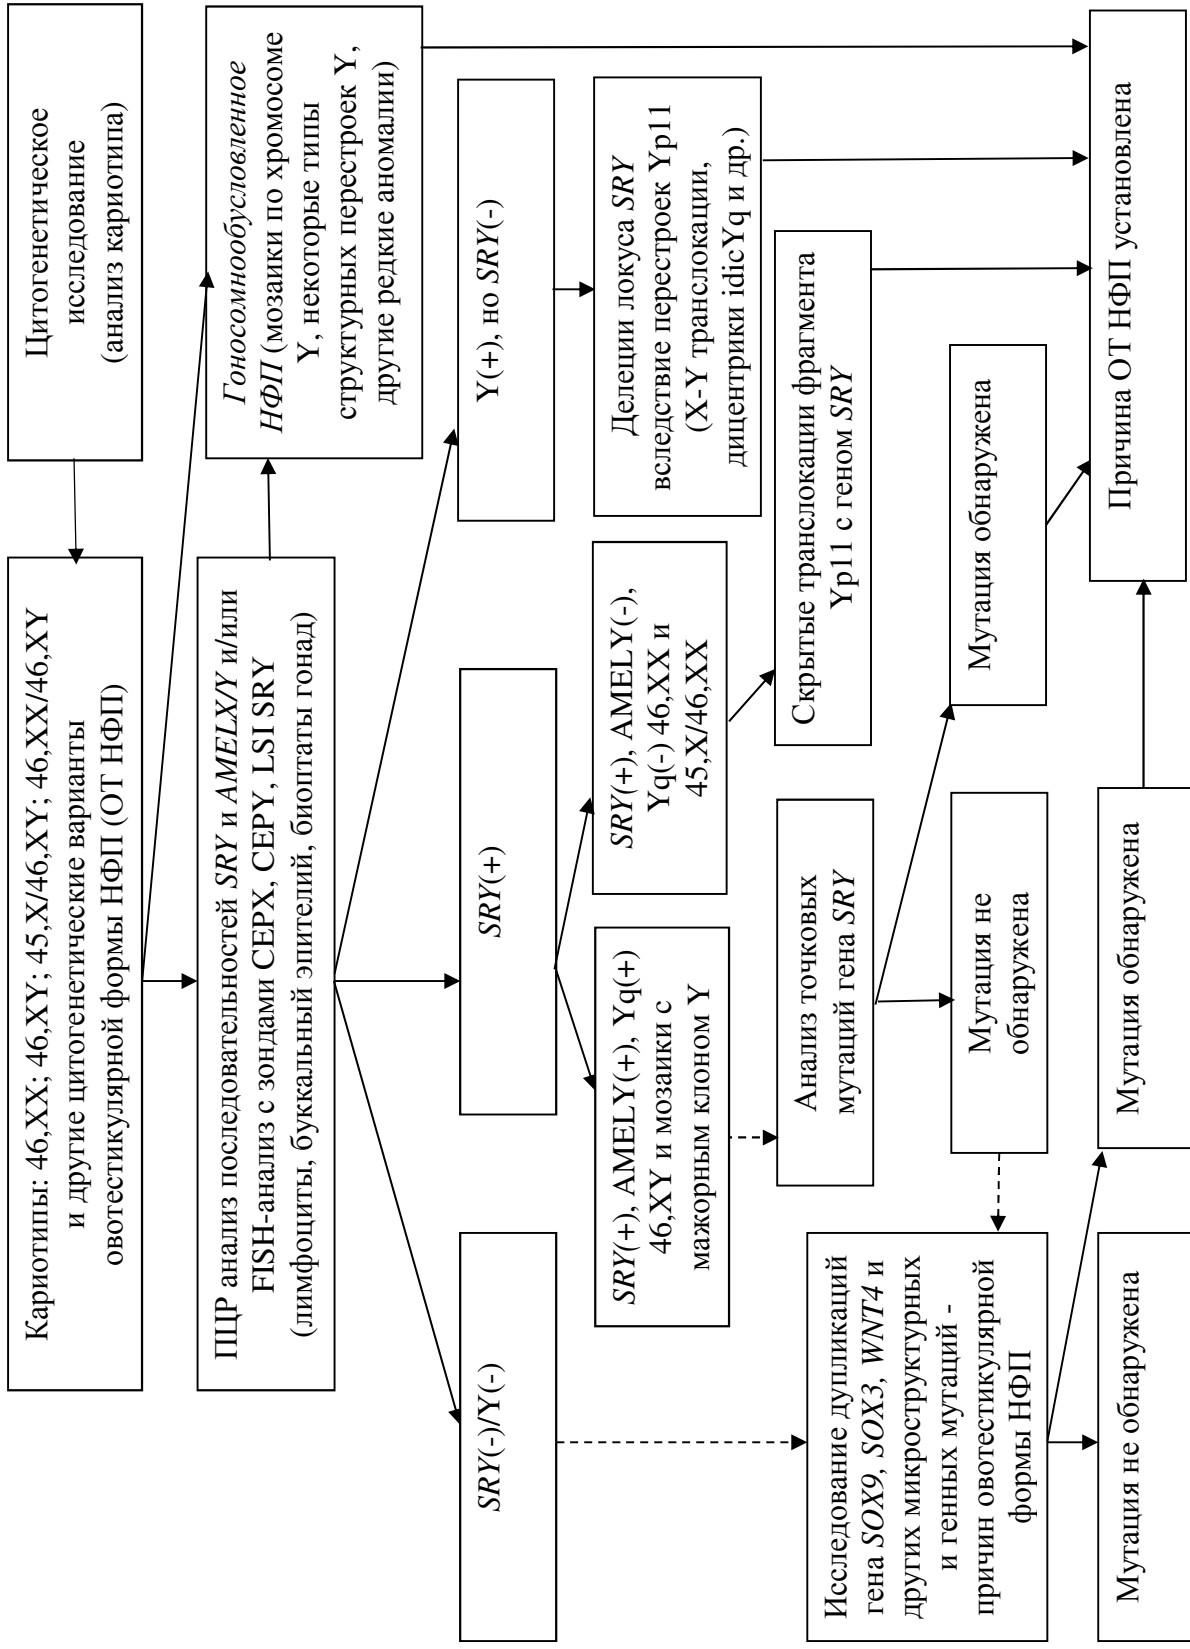 Цитогенетическое
исследование
(анализ кариотипа)
Кариотипы: 46,XX; 46,XY; 45,X/46,XY; 46,XX/46,XY
и другие цитогенетические варианты
овотестикулярной формы НФП (ОТ НФП)
Гоносомнообусловленное
НФП (мозаики по хромосоме
Y, некоторые типы
структурных перестроек Y,
другие редкие аномалии)
ПЦР анализ последовательностей SRY и AMELX/Y и/или
FISH-анализ с зондами CEPX, CEPY, LSI SRY
(лимфоциты, буккальный эпителий, биоптаты гонад)
SRY(-)/Y(-)
SRY(+)
Y(+), но SRY(-)
SRY(+), AMELY(+), Yq(+)
46,XY и мозаики с
мажорным клоном Y
SRY(+), AMELY(-),
Yq(-) 46,XX и
45,X/46,XX
Делеции локуса SRY
вследствие перестроек Yp11
(X-Y транслокации,
дицентрики idicYq и др.
Анализ точковых
мутаций гена SRY
Скрытые транслокации фрагмента
Yp11 с геном SRY
Исследование дупликаций
гена SOX9, SOX3, WNT4 и
других микроструктурных
и генных мутаций -
причин овотестикулярной
формы НФП
Мутация не
обнаружена
Мутация обнаружена
Мутация не обнаружена
Мутация обнаружена
Причина ОТ НФП установлена